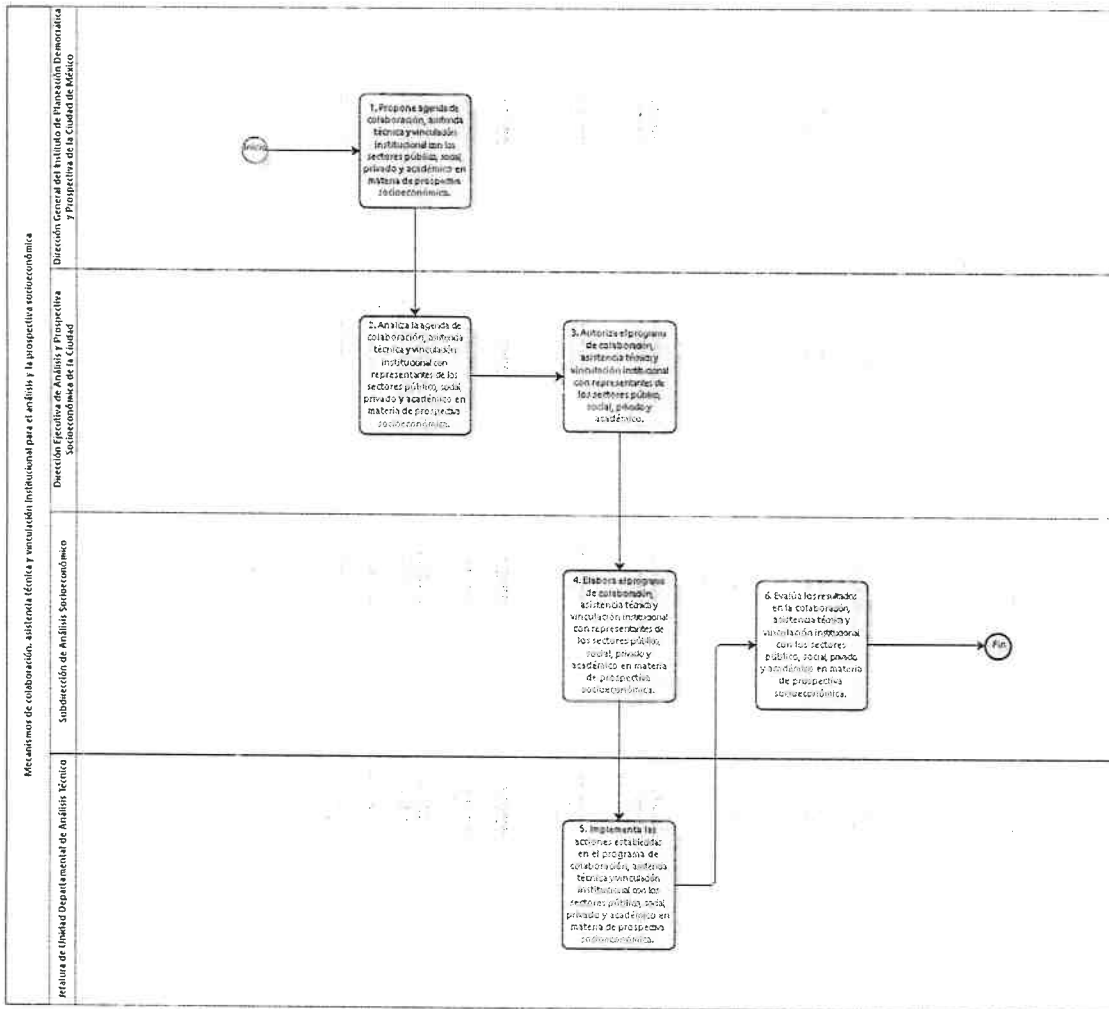 Mecanismos de colaboración, asistencia técnica y vinculación institucional para el análisis y la prospectiva socioeconómica
Dirección General del Instituto de Planeación Democrática
y Prospectiva de la Ciudad de México
Inicio
1. Propone agenda de
colaboración, asistencia
técnica y vinculación
institucional con los
sectores público, social,
privado y académico en
materia de prospectiva
socioeconómica.
Dirección Ejecutiva de Análisis y Prospectiva
Socioeconómica de la Ciudad
2. Analiza la agenda de
colaboración, asistencia
técnica y vinculación
institucional con
representantes de los
sectores público, social,
privado y académico en
materia de prospectiva
socioeconómica.
3. Autoriza el programa
de colaboración,
asistencia técnica y
vinculación institucional
con representantes de
los sectores público,
social, privado y
académico.
Subdirección de Análisis Socioeconómico
4. Elabora el programa
de colaboración,
asistencia técnica y
vinculación institucional
con representantes de
los sectores público,
social, privado y
académico en materia
de prospectiva
socioeconómica.
6. Evalúa los resultados
en la colaboración,
asistencia técnica y
vinculación institucional
con los sectores
público, social, privado
y académico en materia
de prospectiva
socioeconómica.
Fin
Jefatura de Unidad Departamental de Análisis Técnico
5. Implementa las
acciones establecidas
en el programa de
colaboración, asistencia
técnica y vinculación
institucional con los
sectores público, social,
privado y académico en
materia de prospectiva
socioeconómica.